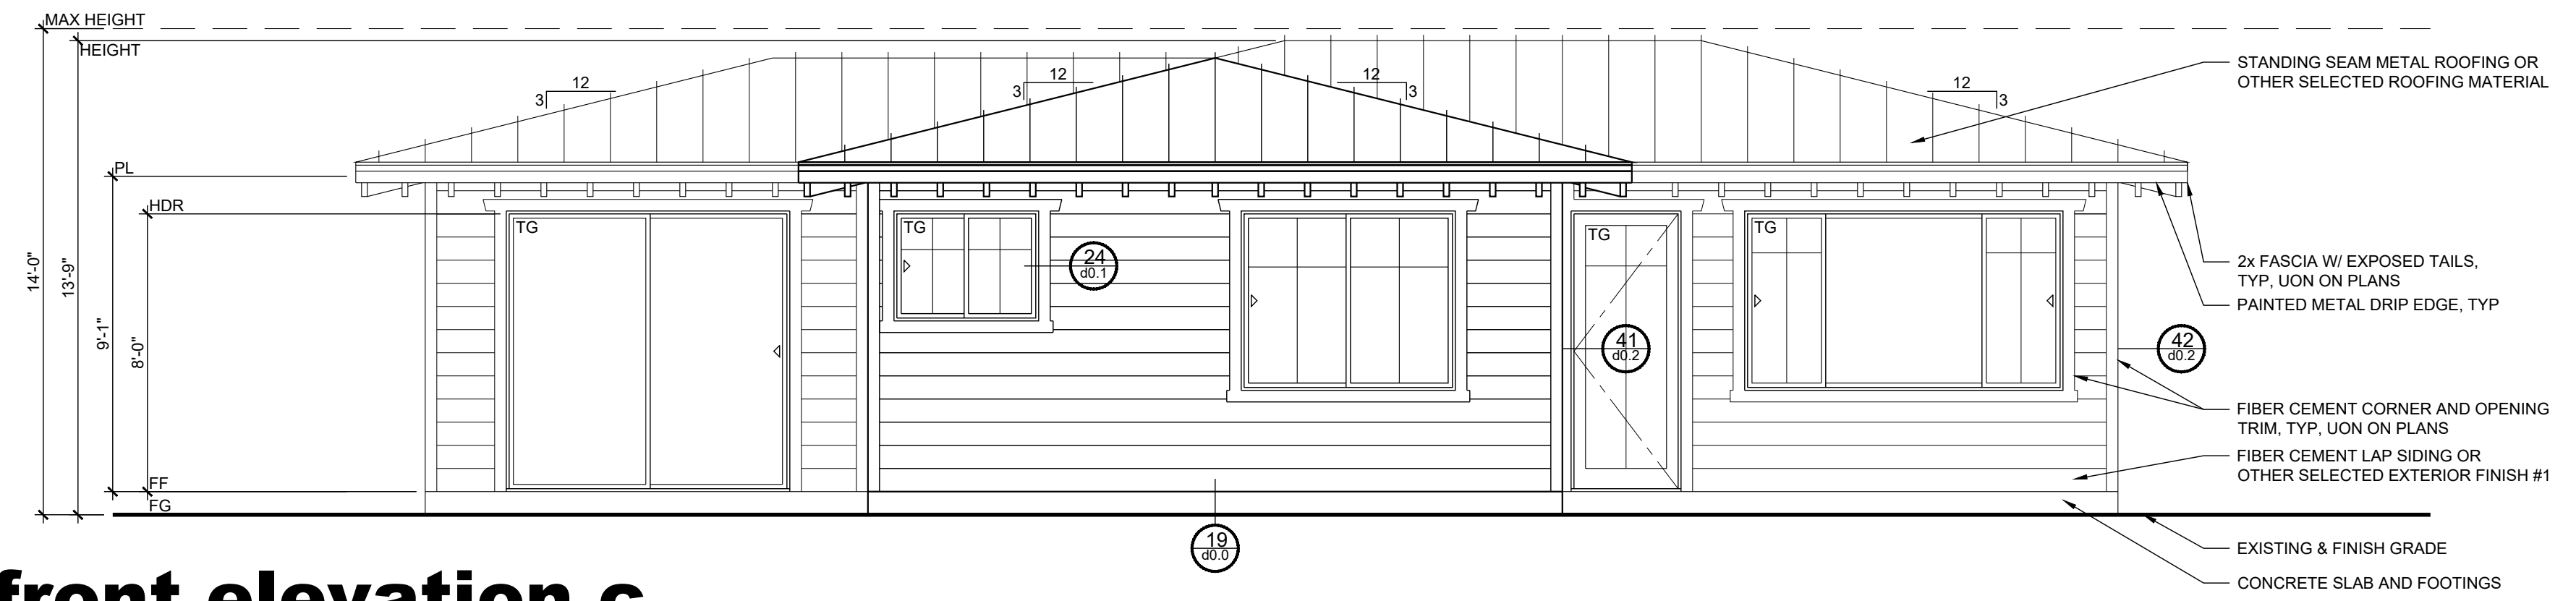 MAX HEIGHT
HEIGHT
12
3
12
3
12
3
12
3
STANDING SEAM METAL ROOFING OR
OTHER SELECTED ROOFING MATERIAL
PL
HDR
TG
TG
TG
TG
14'-0"
13'-9"
9'-1"
8'-0"
24
d0.1
41
d0.2
42
d0.2
2x FASCIA W/ EXPOSED TAILS,
TYP, UON ON PLANS
PAINTED METAL DRIP EDGE, TYP
FIBER CEMENT CORNER AND OPENING
TRIM, TYP, UON ON PLANS
FIBER CEMENT LAP SIDING OR
OTHER SELECTED EXTERIOR FINISH #1
FF
FG
19
d0.0
EXISTING & FINISH GRADE
CONCRETE SLAB AND FOOTINGS
front elevation c